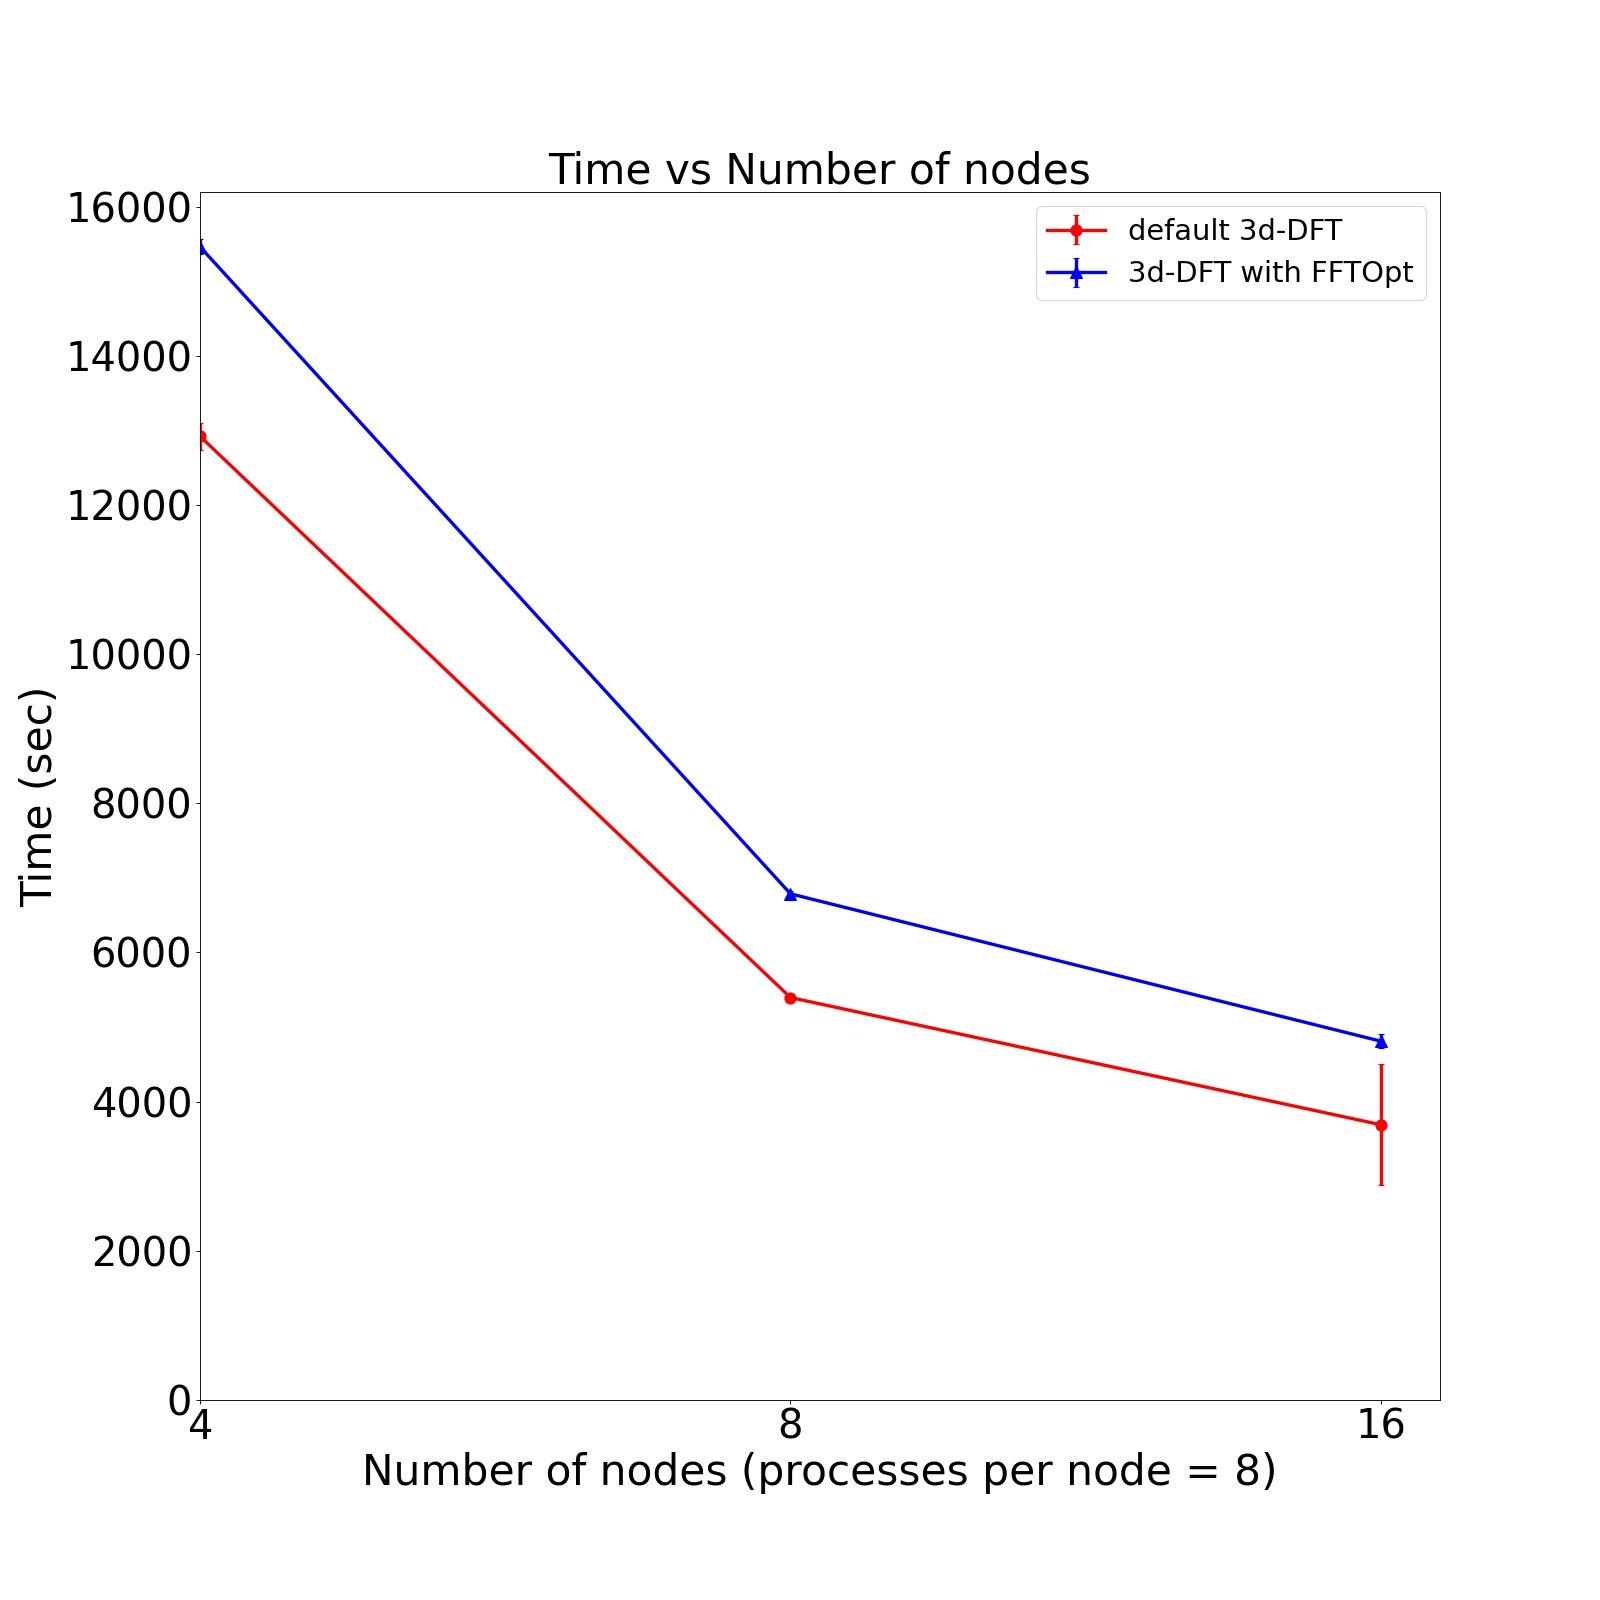 Time vs Number of nodes
default 3d-DFT
3d-DFT with FFTOpt
16000
14000
12000
10000
8000
6000
4000
2000
0
Time (sec)
4 8 16
Number of nodes (processes per node = 8)